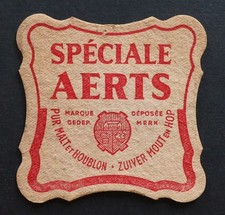 SPÉCIALE
AERTS
MARQUE DÉPOSÉE
GEDEP. MERK
PUR MALT et HOUBLON · ZUIVER MOUT en HOP